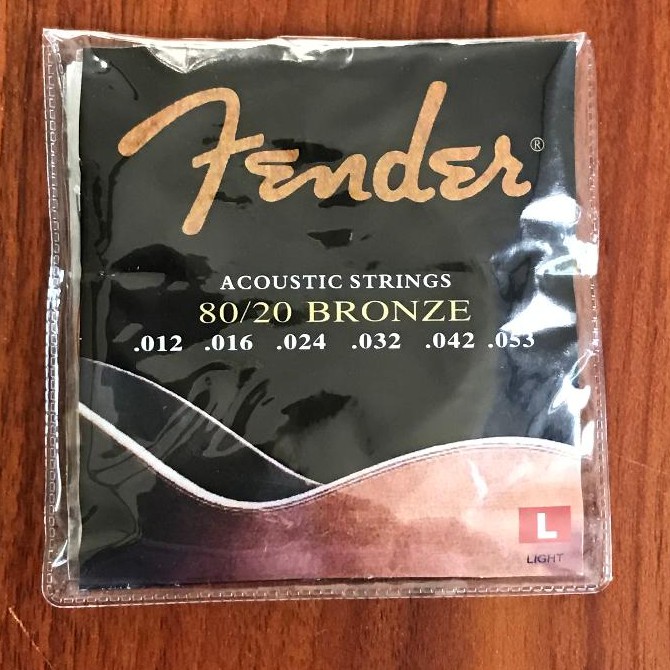 Fender®
ACOUSTIC STRINGS
80/20 BRONZE
.012 .016 .024 .032 .042 .053
L
LIGHT